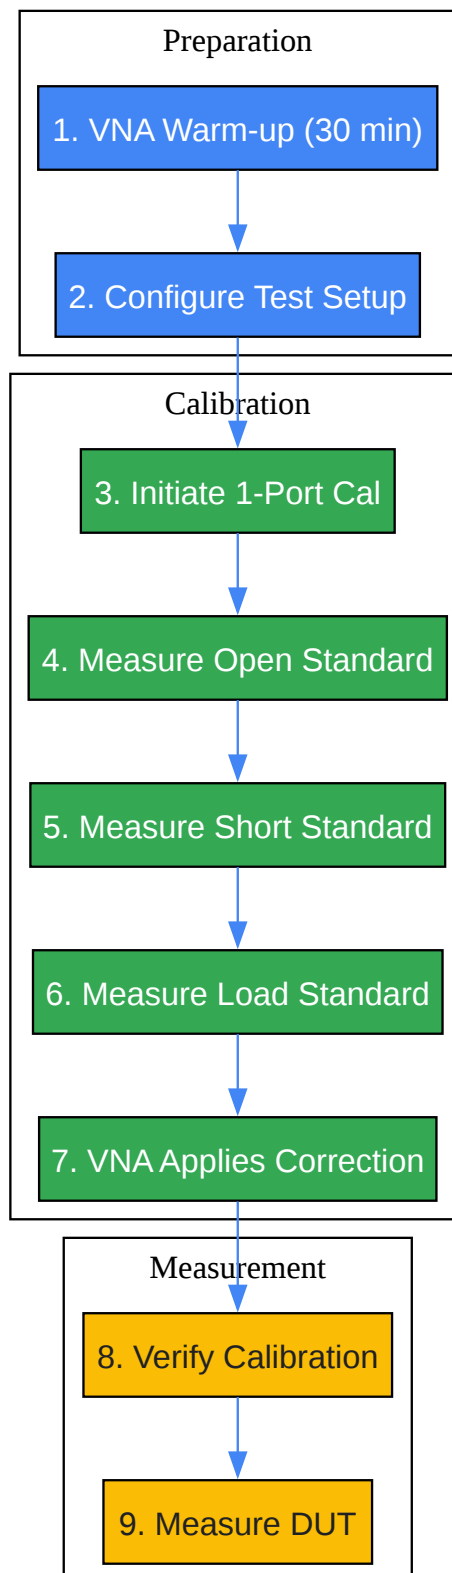 Preparation
1. VNA Warm-up (30 min)
2. Configure Test Setup
Calibration
3. Initiate 1-Port Cal
4. Measure Open Standard
5. Measure Short Standard
6. Measure Load Standard
7. VNA Applies Correction
Measurement
8. Verify Calibration
9. Measure DUT